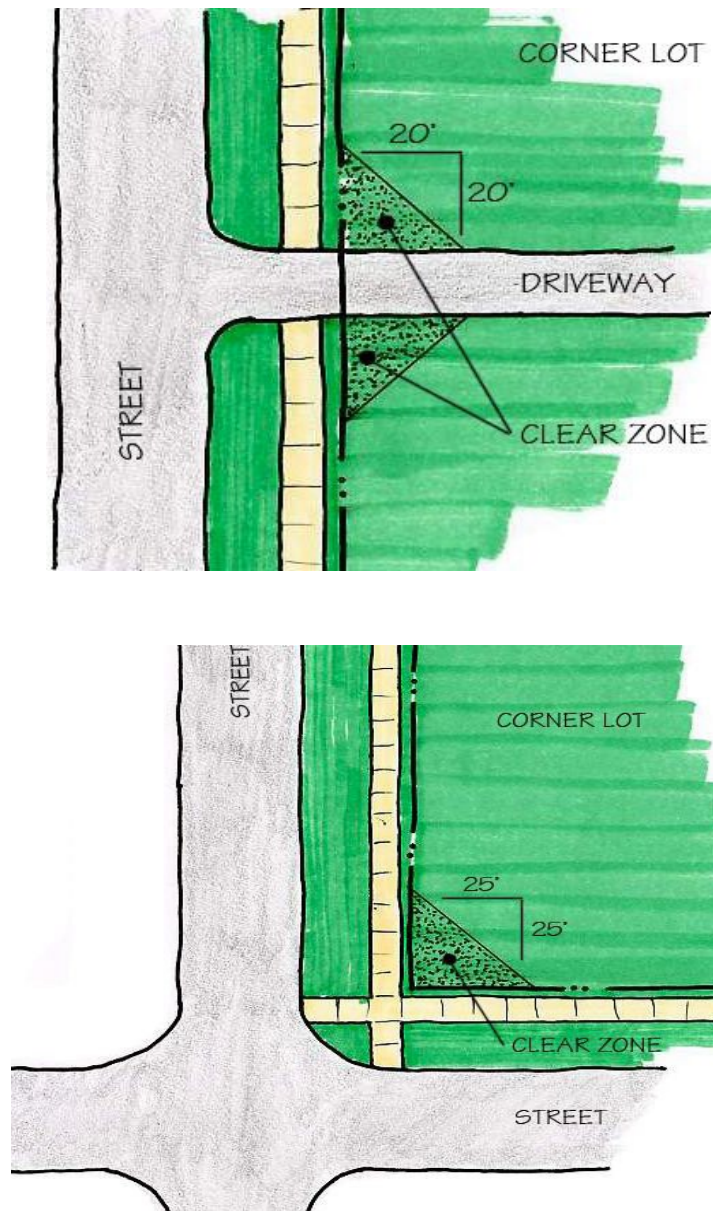 CORNER LOT
20'
20'
DRIVEWAY
STREET
CLEAR ZONE
STREET
CORNER LOT
25'
25'
CLEAR ZONE
STREET